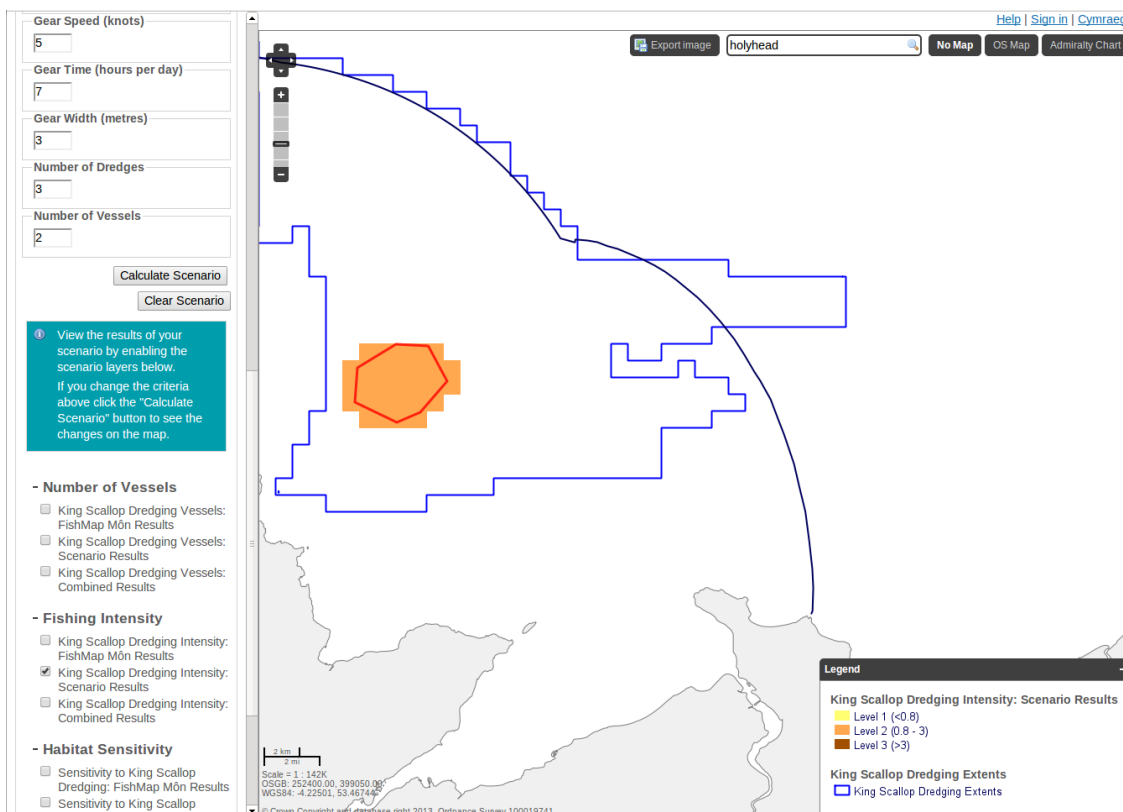 Help | Sign in | Cymraeg
Gear Speed (knots)
5
Gear Time (hours per day)
7
Gear Width (metres)
3
Number of Dredges
3
Number of Vessels
2
Calculate Scenario
Clear Scenario
View the results of your
scenario by enabling the
scenario layers below.
If you change the criteria
above click the "Calculate
Scenario" button to see the
changes on the map.
- Number of Vessels
King Scallop Dredging Vessels:
FishMap Môn Results
King Scallop Dredging Vessels:
Scenario Results
King Scallop Dredging Vessels:
Combined Results
- Fishing Intensity
King Scallop Dredging Intensity:
FishMap Môn Results
King Scallop Dredging Intensity:
Scenario Results
King Scallop Dredging Intensity:
Combined Results
- Habitat Sensitivity
Sensitivity to King Scallop
Dredging: FishMap Môn Results
Sensitivity to King Scallop
Export image
holyhead
No Map
OS Map
Admiralty Chart
2 km
2 mi
Scale = 1 : 142K
OSGB: 252400.00, 399050.00
WGS84: -4.22501, 53.46744
© Crown Copyright and database right 2013. Ordnance Survey 100019741
Legend
King Scallop Dredging Intensity: Scenario Results
Level 1 (<0.8)
Level 2 (0.8 - 3)
Level 3 (>3)
King Scallop Dredging Extents
King Scallop Dredging Extents